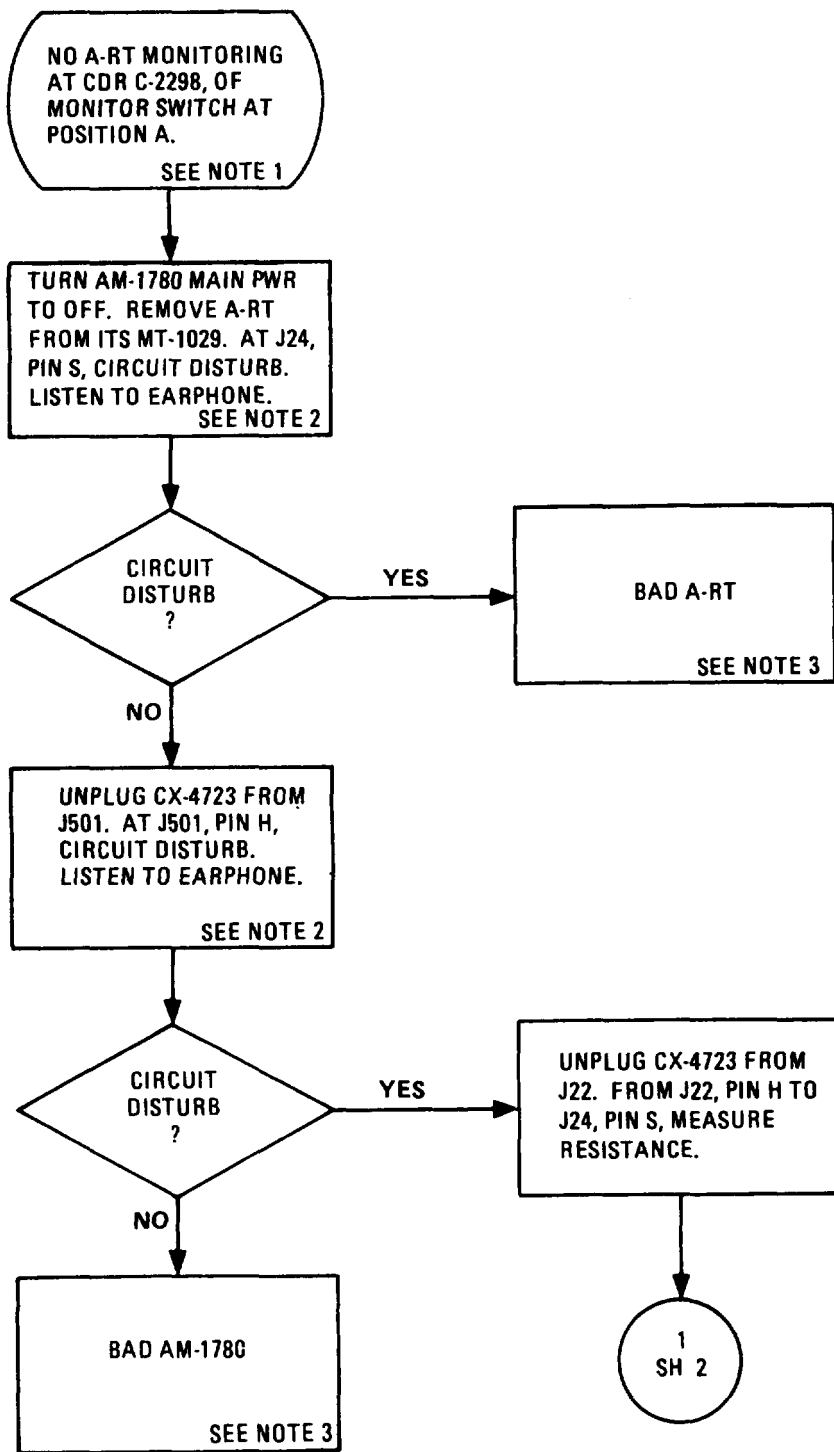 NO A-RT MONITORING
AT CDR C-2298, OF
MONITOR SWITCH AT
POSITION A.
SEE NOTE 1
TURN AM-1780 MAIN PWR
TO OFF. REMOVE A-RT
FROM ITS MT-1029. AT J24,
PIN S, CIRCUIT DISTURB.
LISTEN TO EARPHONE.
SEE NOTE 2
CIRCUIT
DISTURB
?
YES
BAD A-RT
SEE NOTE 3
NO
UNPLUG CX-4723 FROM
J501. AT J501, PIN H,
CIRCUIT DISTURB.
LISTEN TO EARPHONE.
SEE NOTE 2
CIRCUIT
DISTURB
?
YES
UNPLUG CX-4723 FROM
J22. FROM J22, PIN H TO
J24, PIN S, MEASURE
RESISTANCE.
NO
BAD AM-1780
SEE NOTE 3
1
SH 2